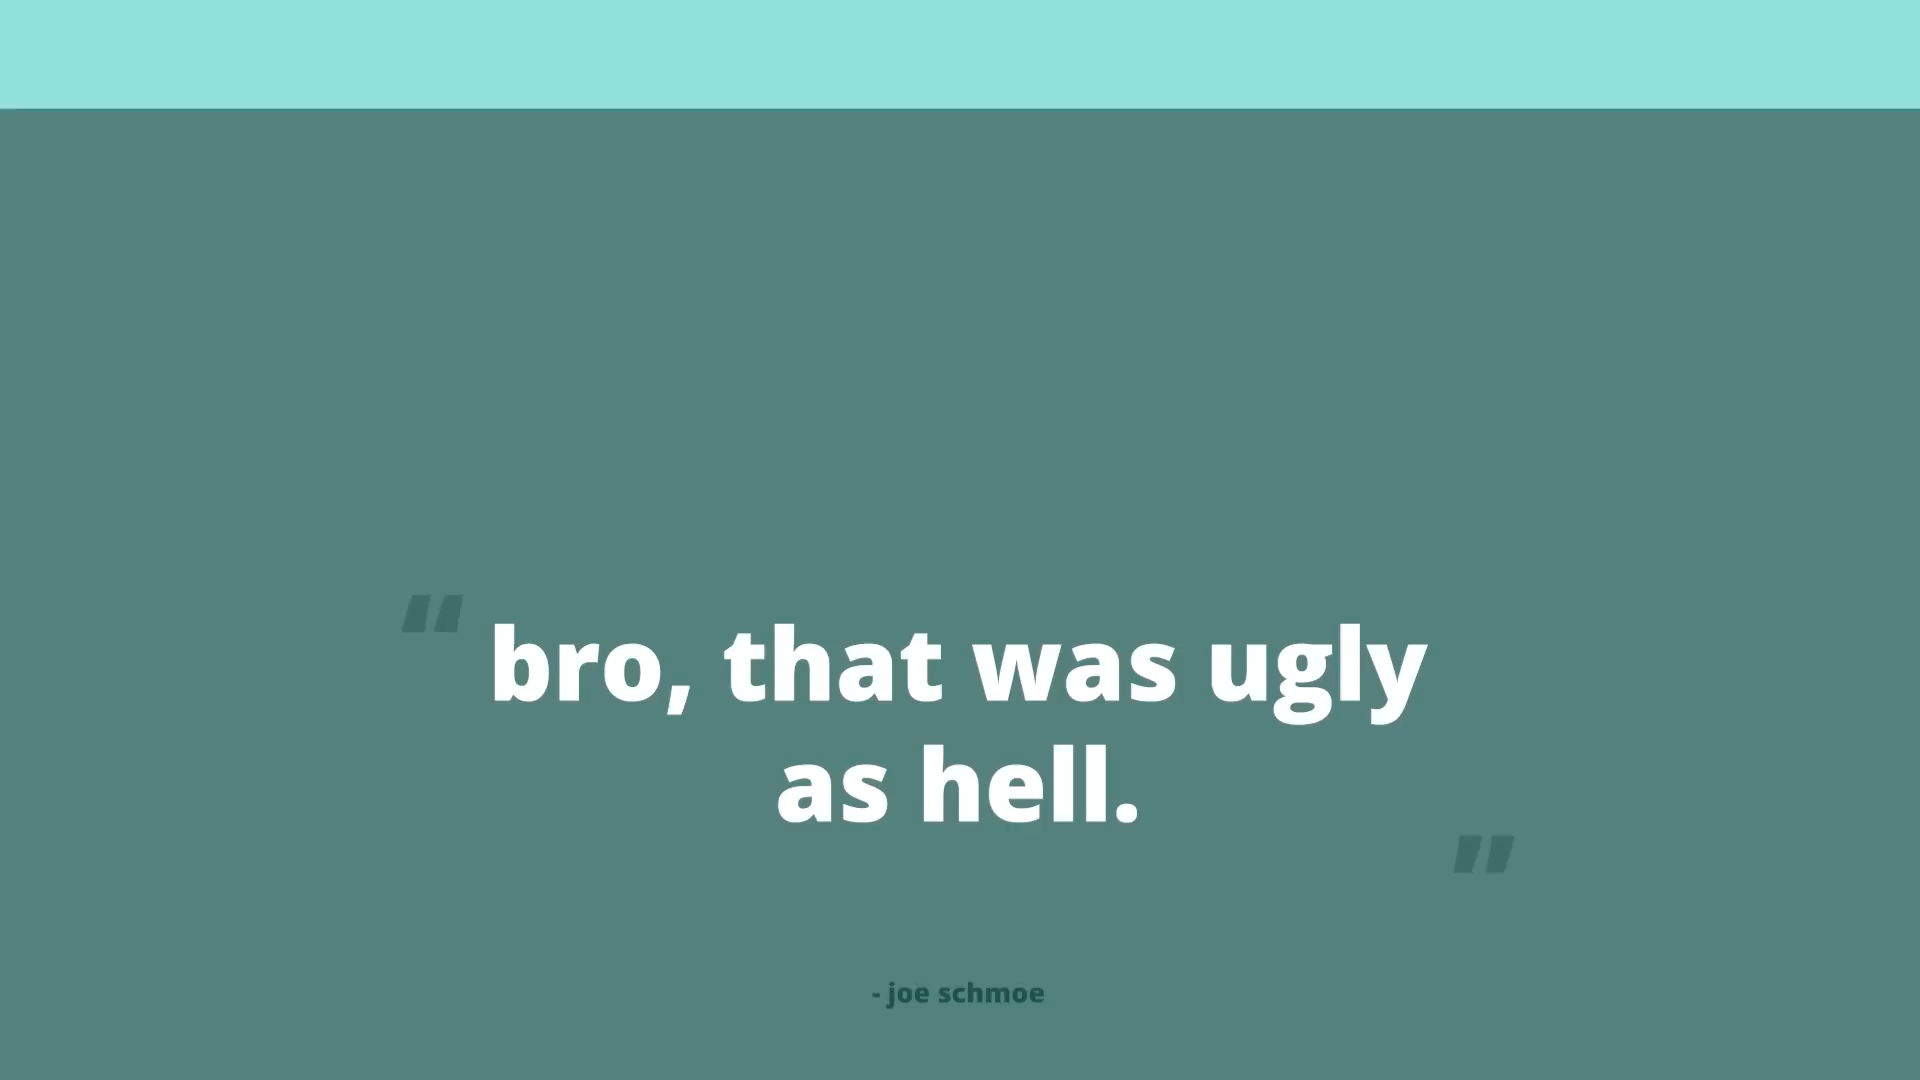 “ bro, that was ugly
as hell. ”
- joe schmoe